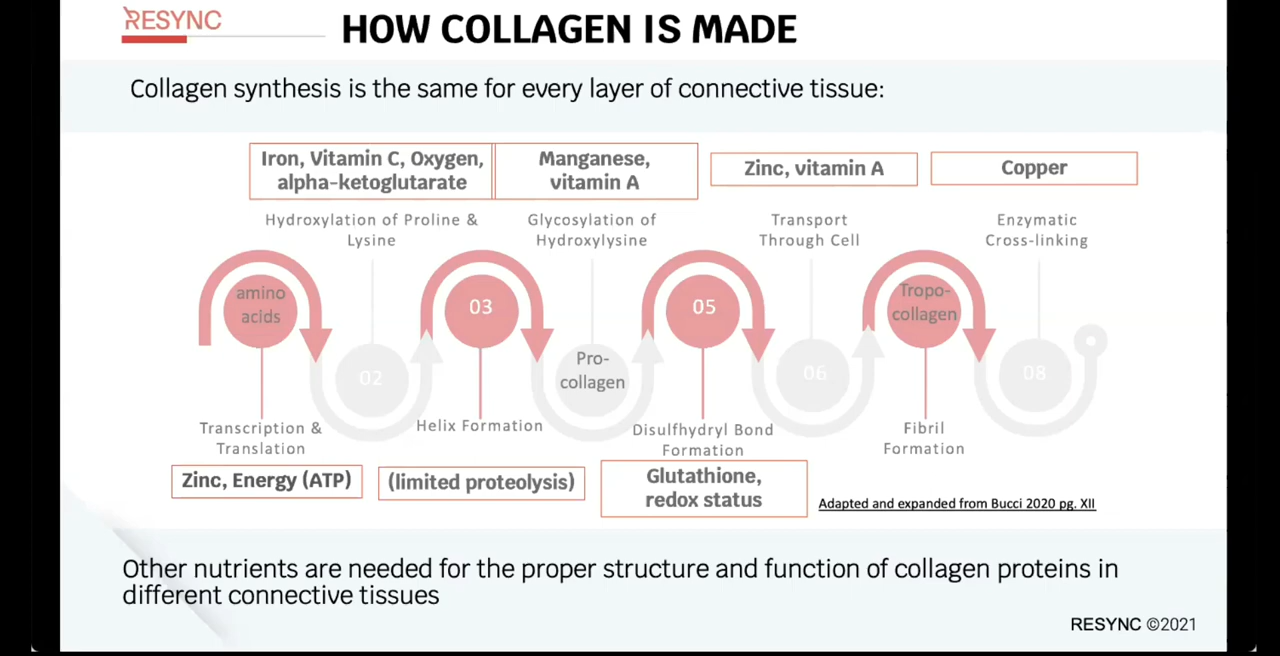 RESYNC
HOW COLLAGEN IS MADE
Collagen synthesis is the same for every layer of connective tissue:
Iron, Vitamin C, Oxygen,
alpha-ketoglutarate
Manganese,
vitamin A
Zinc, vitamin A
Copper
Hydroxylation of Proline &
Lysine
Glycosylation of
Hydroxylysine
Transport
Through Cell
Enzymatic
Cross-linking
amino
acids
02
03
Pro-
collagen
05
06
Tropo-
collagen
08
Transcription &
Translation
Helix Formation
Disulfhydryl Bond
Formation
Fibril
Formation
Zinc, Energy (ATP)
(limited proteolysis)
Glutathione,
redox status
Adapted and expanded from Bucci 2020 pg. XII
Other nutrients are needed for the proper structure and function of collagen proteins in
different connective tissues
RESYNC ©2021